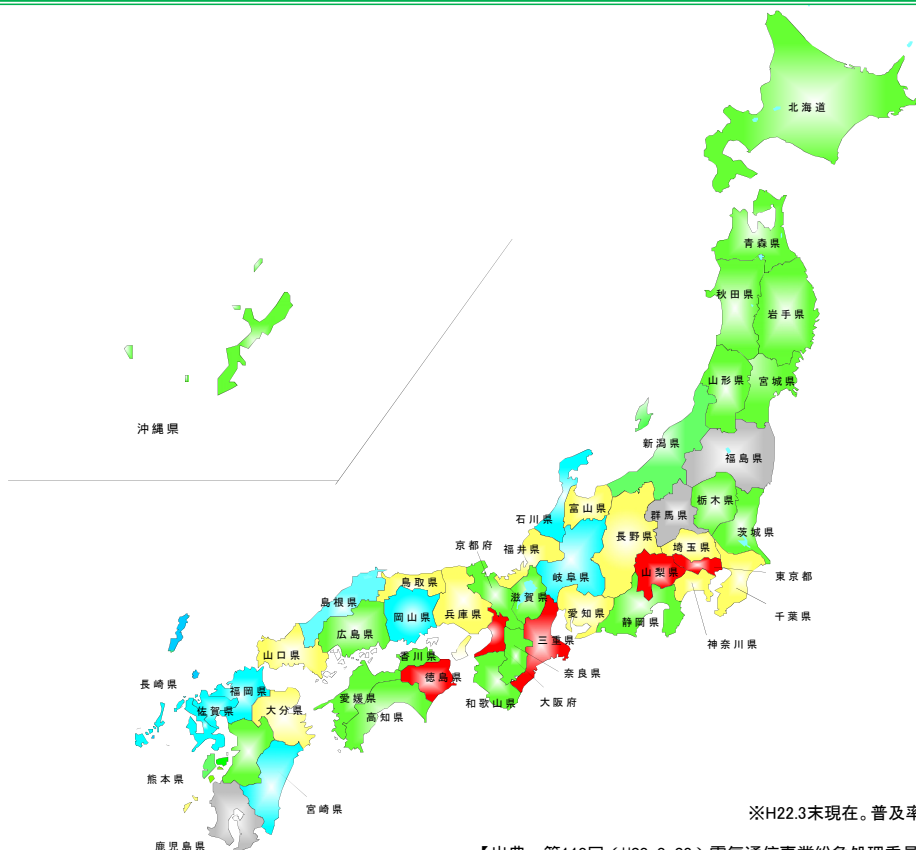 北海道
青森県
秋田県
岩手県
山形県
宮城県
沖縄県
新潟県
福島県
栃木県
富山県
群馬県
石川県
茨城県
長野県
京都府
福井県
埼玉県
山梨県
岐阜県
東京都
鳥取県
滋賀県
島根県
岡山県
兵庫県
愛知県
千葉県
静岡県
広島県
三重県
神奈川県
山口県
香川県
奈良県
徳島県
長崎県
福岡県
愛媛県
和歌山県
大阪府
佐賀県
大分県
高知県
熊本県
宮崎県
※H22.3末現在。普及率
鹿児島県